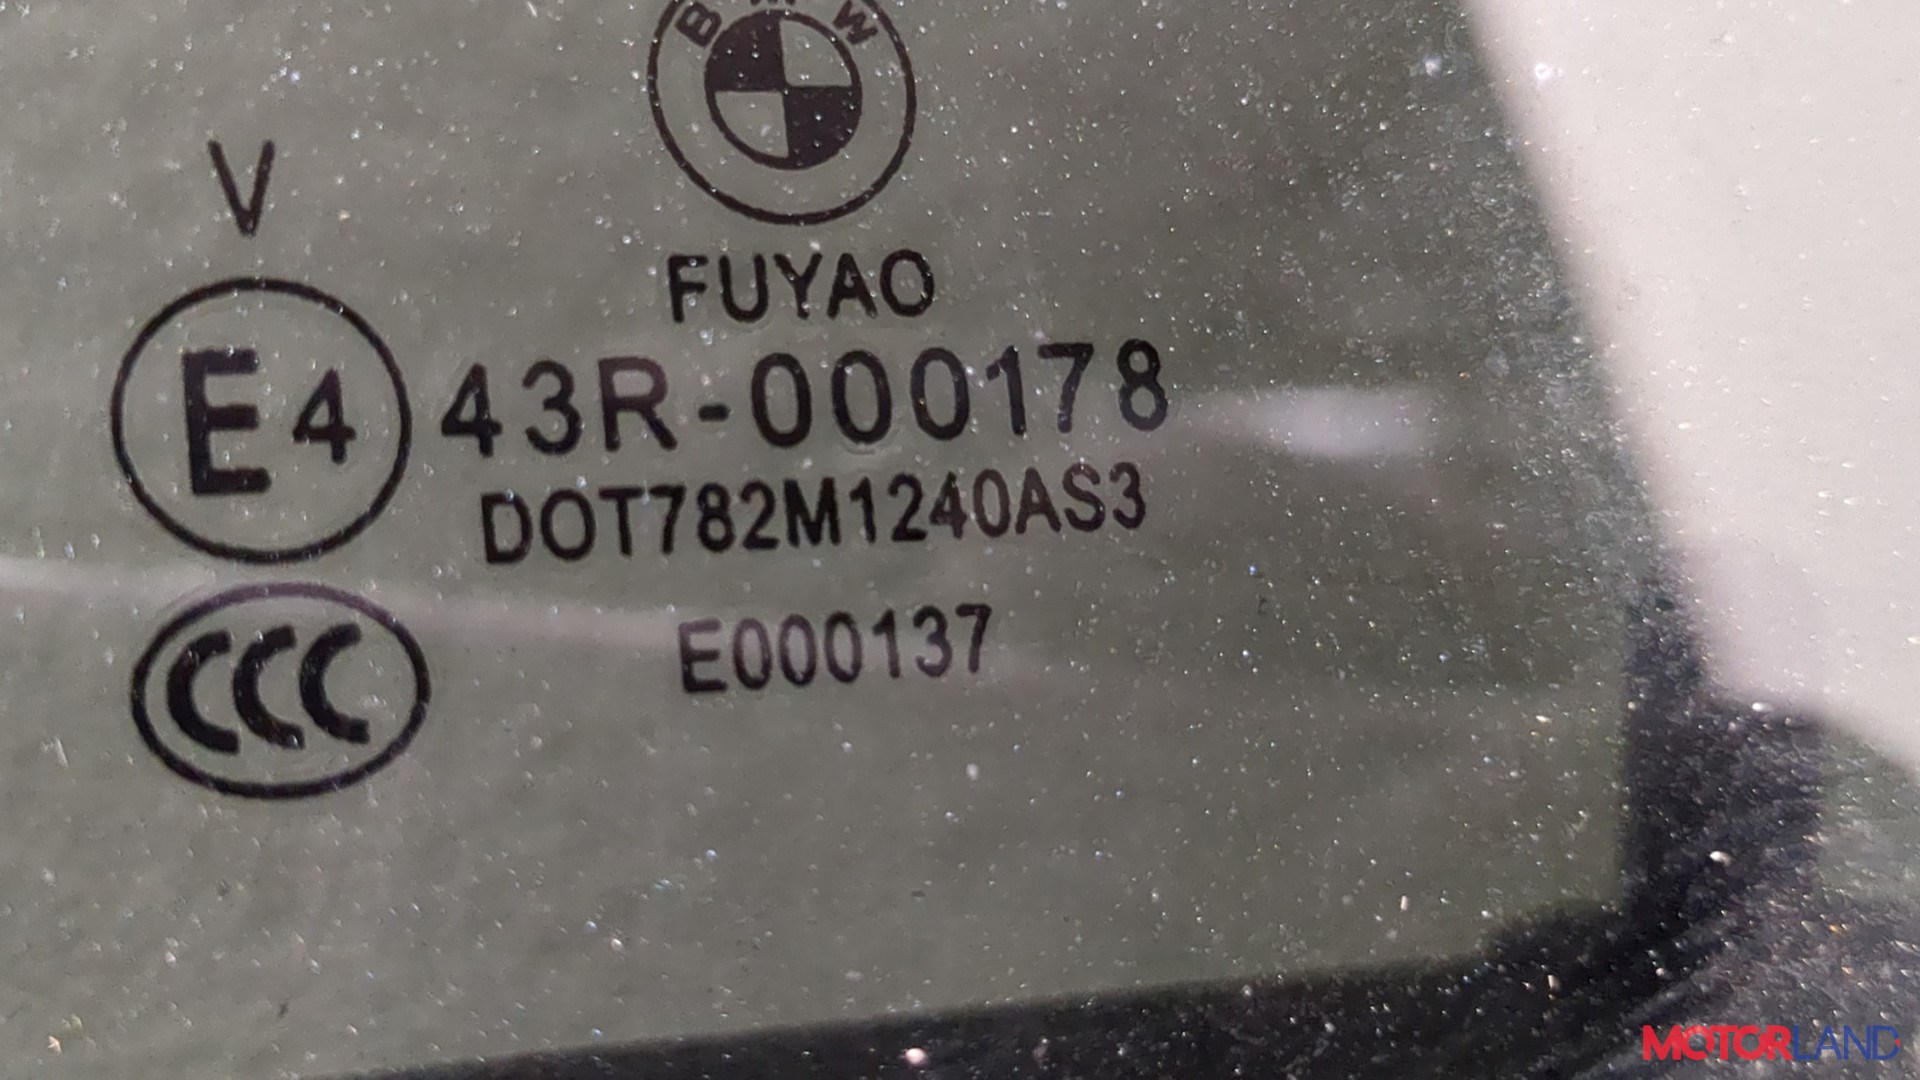 BMW
V
FUYAO
E4 43R-000178
DOT782M1240AS3
CCC E000137
MOTORLAND